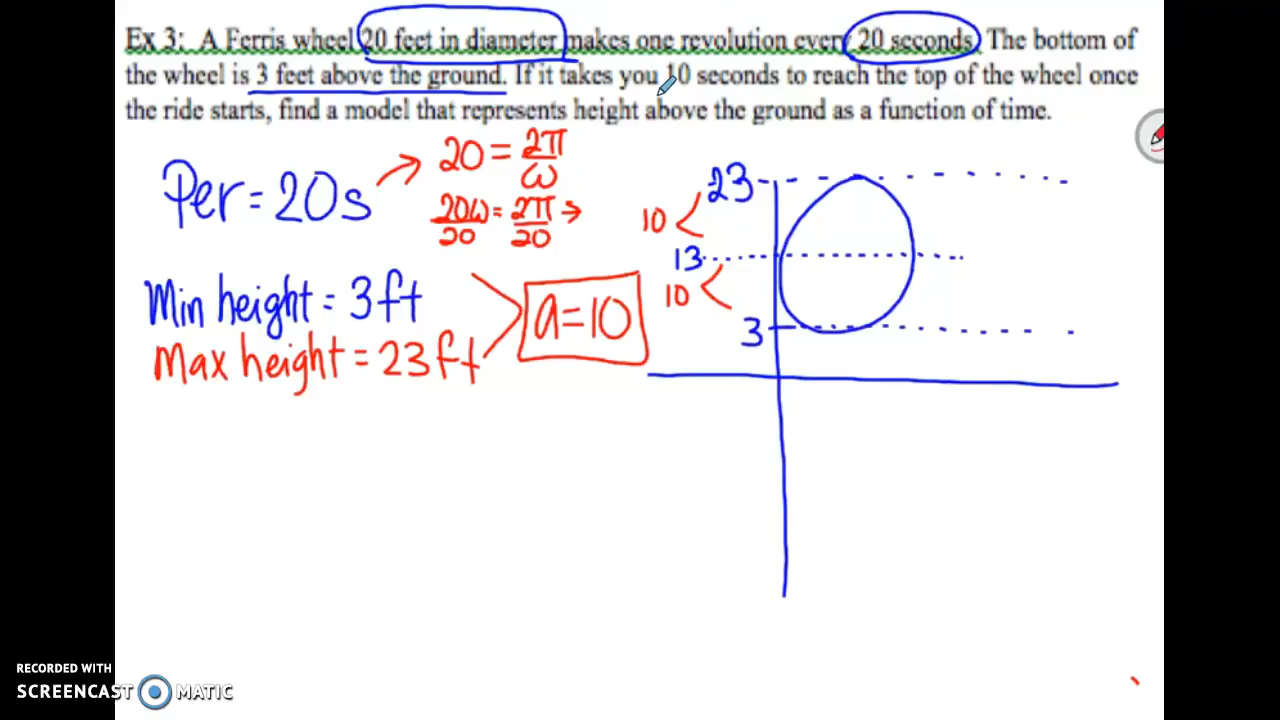 Ex 3: A Ferris wheel 20 feet in diameter makes one revolution every 20 seconds. The bottom of
the wheel is 3 feet above the ground. If it takes you 10 seconds to reach the top of the wheel once
the ride starts, find a model that represents height above the ground as a function of time.
Per = 20s → 20 = 2π/ω
20ω/20 = 2π/20 →
Min height = 3ft
Max height = 23ft
a = 10
23
10
13
10
3
RECORDED WITH
SCREENCAST MATIC